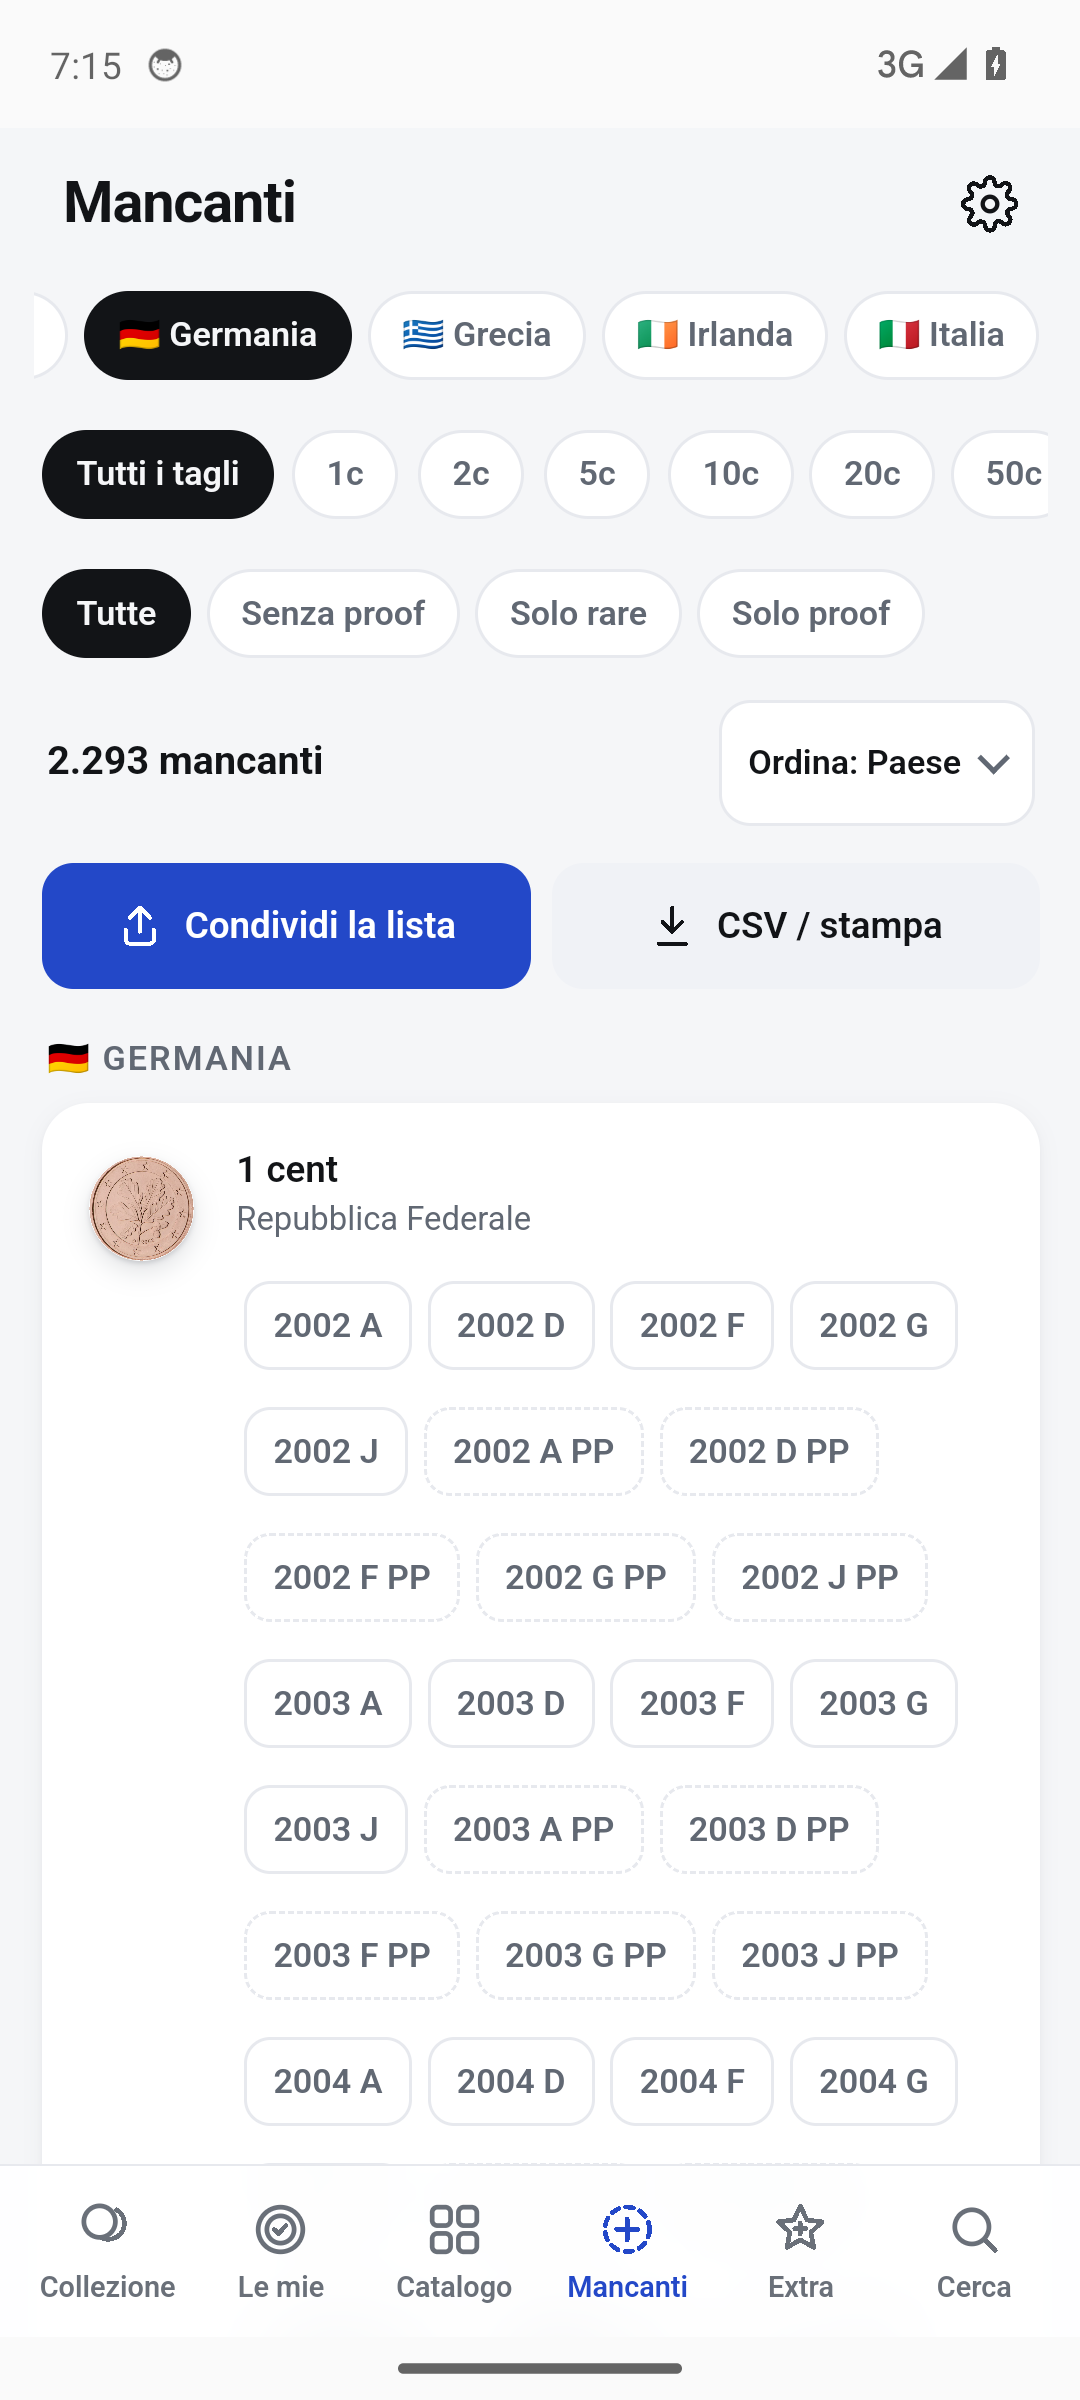 7:15 3G
Mancanti
Germania Grecia Irlanda Italia
Tutti i tagli 1c 2c 5c 10c 20c 50c
Tutte Senza proof Solo rare Solo proof
2.293 mancanti Ordina: Paese
Condividi la lista CSV / stampa
GERMANIA
1 cent
Repubblica Federale
2002 A 2002 D 2002 F 2002 G
2002 J 2002 A PP 2002 D PP
2002 F PP 2002 G PP 2002 J PP
2003 A 2003 D 2003 F 2003 G
2003 J 2003 A PP 2003 D PP
2003 F PP 2003 G PP 2003 J PP
2004 A 2004 D 2004 F 2004 G
Collezione Le mie Catalogo Mancanti Extra Cerca